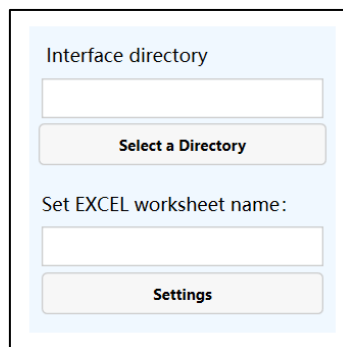 Interface directory
Select a Directory
Set EXCEL worksheet name：
Settings